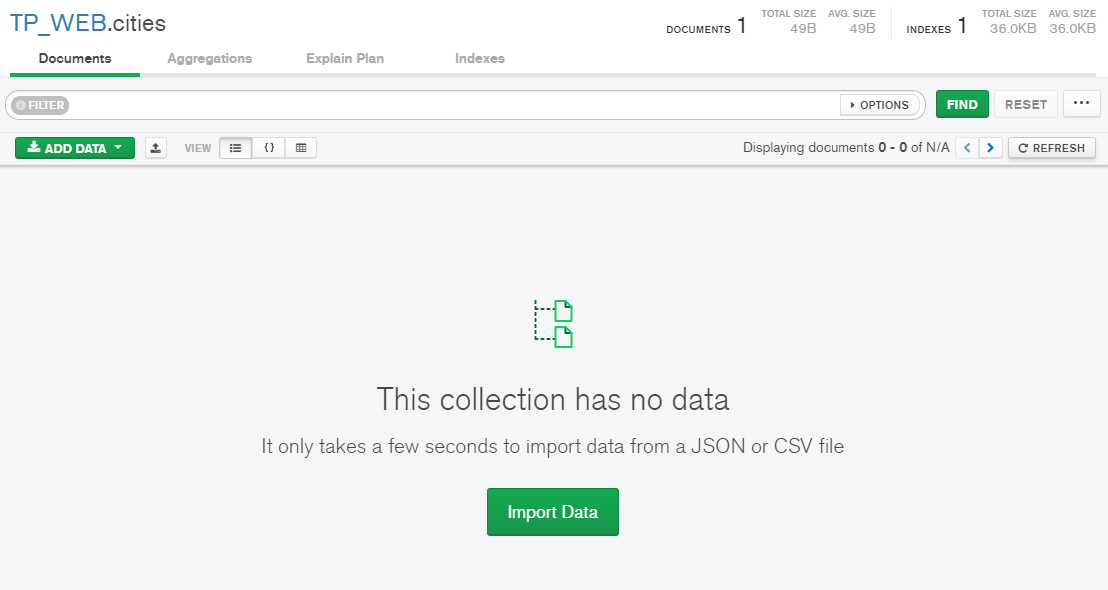 TP_WEB.cities
DOCUMENTS 1 TOTAL SIZE 49B AVG. SIZE 49B INDEXES 1 TOTAL SIZE 36.0KB AVG. SIZE 36.0KB
Documents Aggregations Explain Plan Indexes
FILTER OPTIONS FIND RESET ...
ADD DATA VIEW {} Displaying documents 0 - 0 of N/A < > REFRESH
This collection has no data
It only takes a few seconds to import data from a JSON or CSV file
Import Data